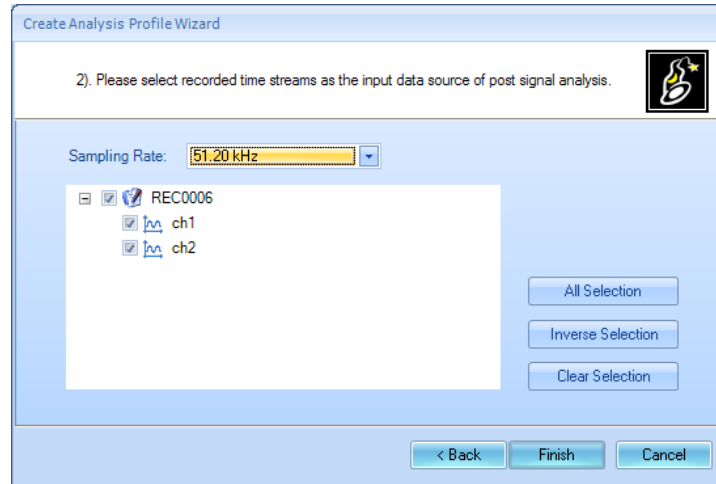 Create Analysis Profile Wizard
2). Please select recorded time streams as the input data source of post signal analysis.
Sampling Rate: 51.20 kHz
REC0006
ch1
ch2
All Selection
Inverse Selection
Clear Selection
< Back Finish Cancel